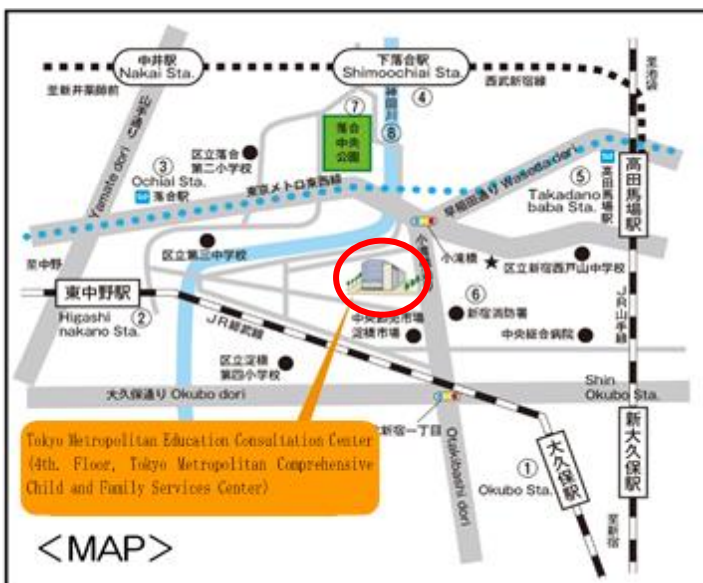 中井駅
Nakai Sta.
下落合駅
Shimoochiai Sta.
至池袋
至新井薬師前
西武新宿線
④
山手通り
Yamate dori
⑦
落合
中央
公園
神田川
⑧
区立落合
第二小学校
③
Ochiai Sta.
落合駅
東京メトロ東西線
早稲田通り Waseda dori
⑤
Takadano
baba Sta.
高田馬場駅
高田馬場駅
至中野
区立第三中学校
小滝橋
★
区立新宿西戸山中学校
東中野駅
Higashi
nakano Sta.
②
JR総武線
⑥
新宿消防署
淀橋市場
中央総合病院
JR山手線
区立淀橋
第四小学校
大久保通り Okubo dori
Shin
Okubo Sta.
新宿一丁目
Otakibashi dori
①
Okubo Sta.
大久保駅
新大久保駅
至新宿
Tokyo Metropolitan Education Consultation Center
(4th. Floor, Tokyo Metropolitan Comprehensive
Child and Family Services Center)
<MAP>